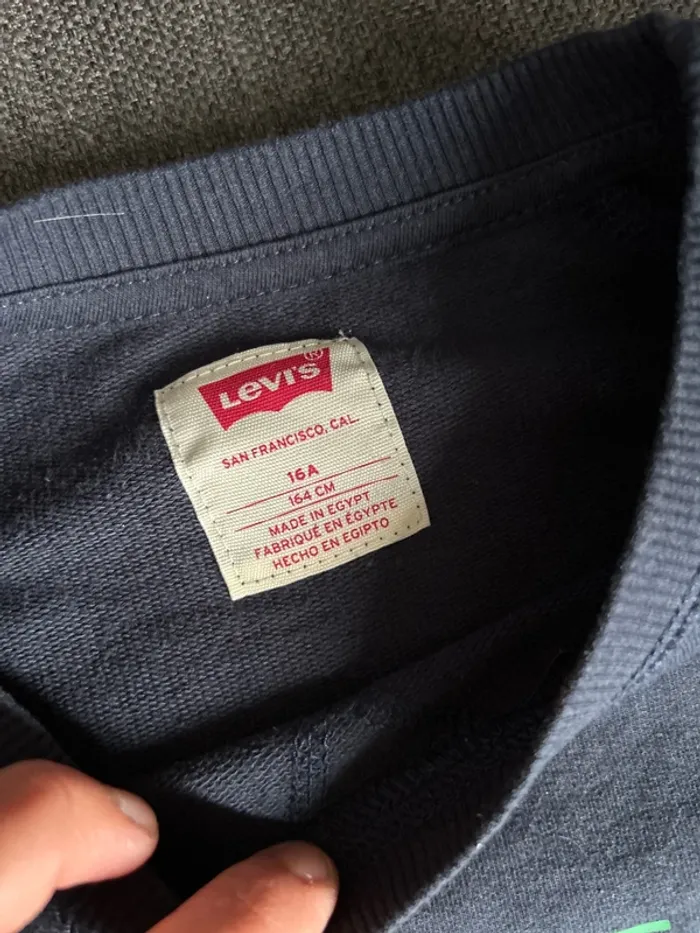 Levi's®
SAN FRANCISCO, CAL.
16A
164 CM
MADE IN EGYPT
FABRIQUÉ EN ÉGYPTE
HECHO EN EGIPTO